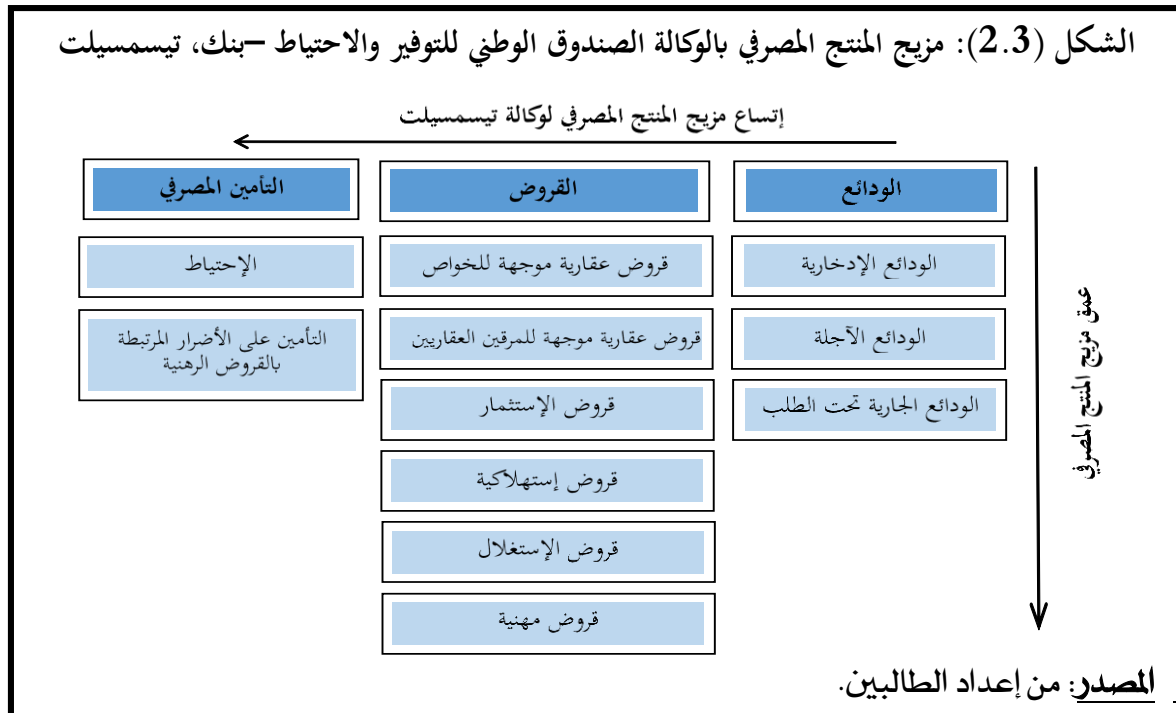 الشكل (2.3): مزيج المنتج المصرفي بالوكالة الصندوق الوطني للتوفير والاحتياط –بنك، تيسمسيلت
إتساع مزيج المنتج المصرفي لوكالة تيسمسيلت
عمق مزيج المنتج المصرفي
الودائع
الودائع الإدخارية
الودائع الآجلة
الودائع الجارية تحت الطلب
القروض
قروض عقارية موجهة للخواص
قروض عقارية موجهة للمرقين العقاريين
قروض الإستثمار
قروض إستهلاكية
قروض الإستغلال
قروض مهنية
التأمين المصرفي
الإحتياط
التأمين على الأضرار المرتبطة
بالقروض الرهنية
المصدر: من إعداد الطالبين.